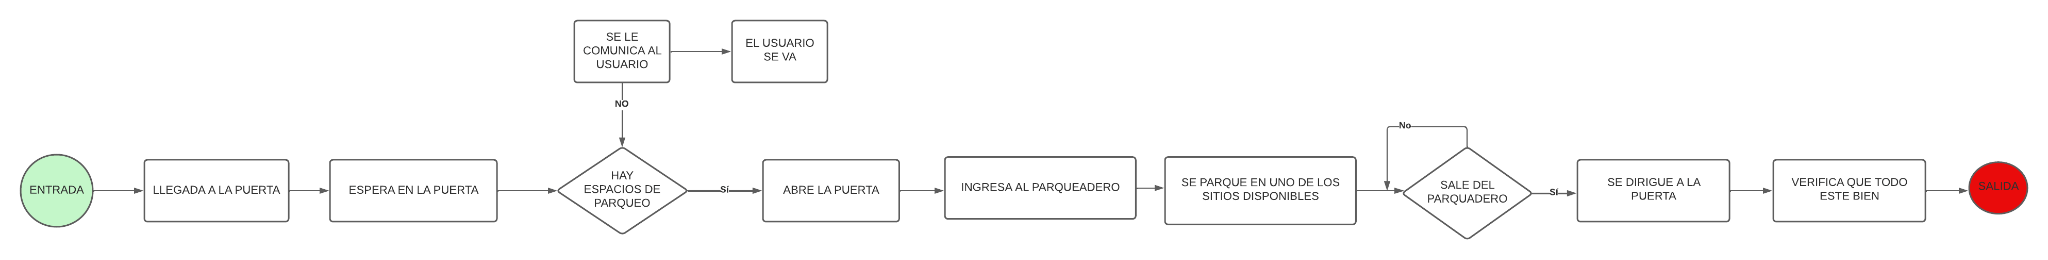 SE LE
COMUNICA AL
USUARIO
EL USUARIO
SE VA
NO
No
ENTRADA
LLEGADA A LA PUERTA
ESPERA EN LA PUERTA
HAY
ESPACIOS DE
PARQUEO
Sí
ABRE LA PUERTA
INGRESA AL PARQUEADERO
SE PARQUE EN UNO DE LOS
SITIOS DISPONIBLES
SALE DEL
PARQUADERO
Sí
SE DIRIGUE A LA
PUERTA
VERIFICA QUE TODO
ESTE BIEN
SALIDA